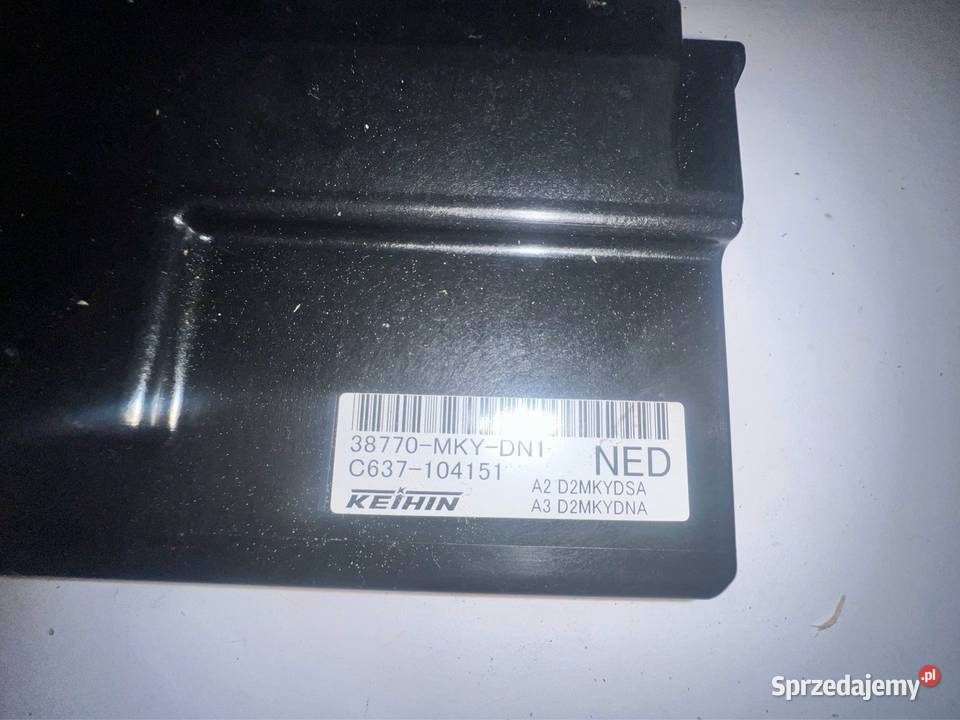 38770-MKY-DN1
C637-104151
KEIHIN
NED
A2 D2MKYDSA
A3 D2MKYDNA
Sprzedajemy.pl